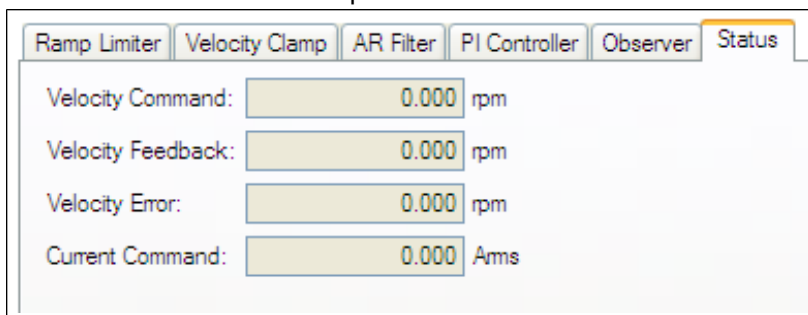 Ramp Limiter Velocity Clamp AR Filter PI Controller Observer Status
Velocity Command: 0.000 rpm
Velocity Feedback: 0.000 rpm
Velocity Error: 0.000 rpm
Current Command: 0.000 Arms